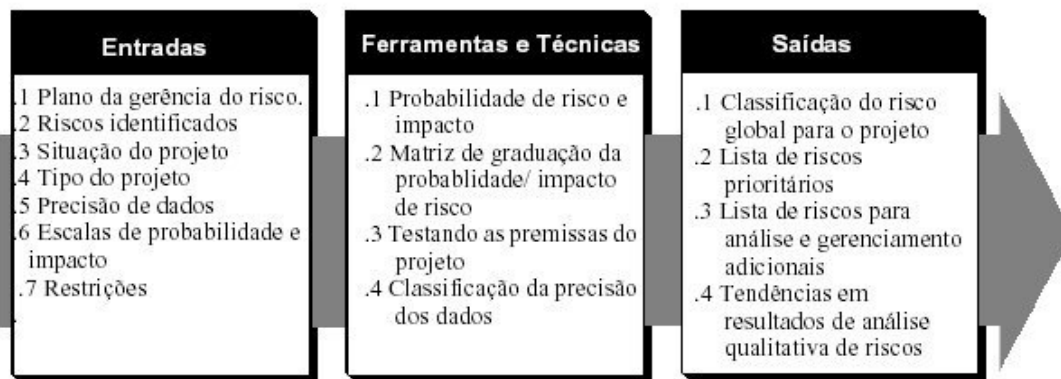 Entradas
.1 Plano da gerência do risco.
.2 Riscos identificados
.3 Situação do projeto
.4 Tipo do projeto
.5 Precisão de dados
.6 Escalas de probabilidade e
impacto
.7 Restrições
.
Ferramentas e Técnicas
.1 Probabilidade de risco e
impacto
.2 Matriz de graduação da
probablidade/ impacto
de risco
.3 Testando as premissas do
projeto
.4 Classificação da precisão
dos dados
Saídas
.1 Classificação do risco
global para o projeto
.2 Lista de riscos
prioritários
.3 Lista de riscos para
análise e gerenciamento
adicionais
.4 Tendências em
resultados de análise
qualitativa de riscos